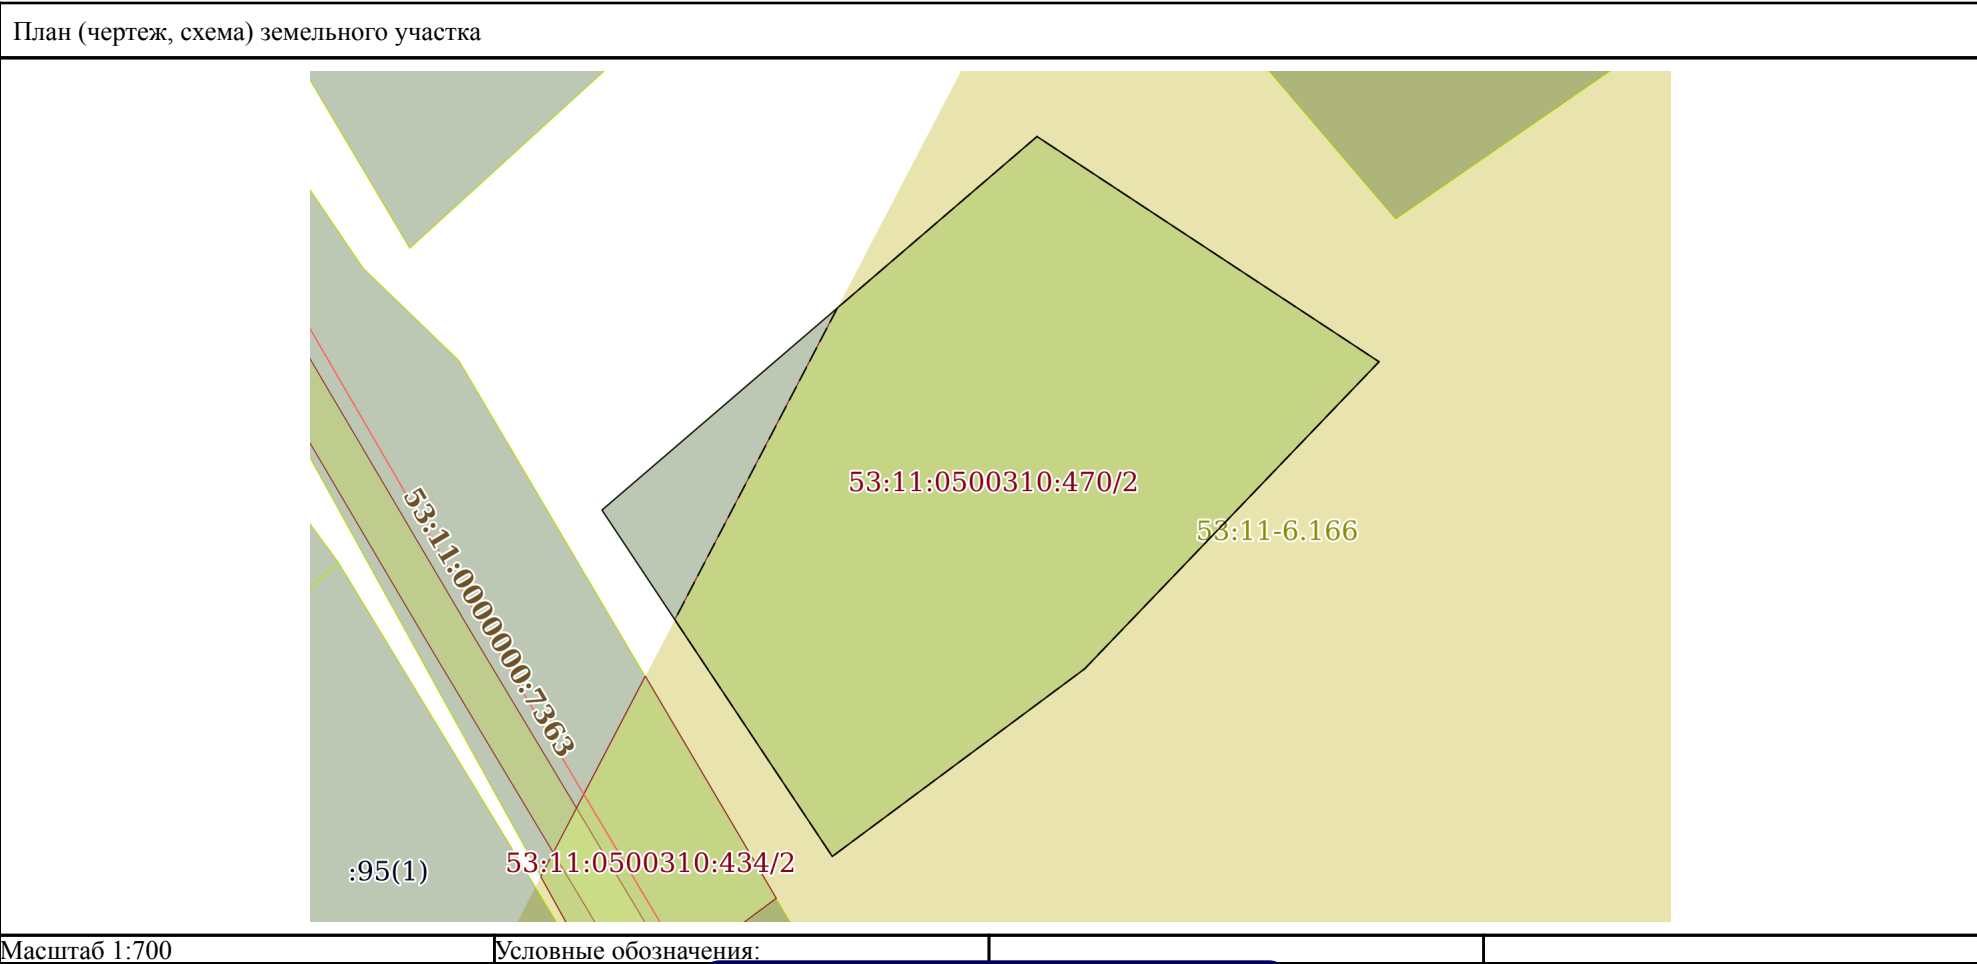 План (чертеж, схема) земельного участка
53:11:0500310:470/2
53:11-6.166
53:11:0000000:7363
53:11:0500310:434/2
:95(1)
Масштаб 1:700
Условные обозначения: